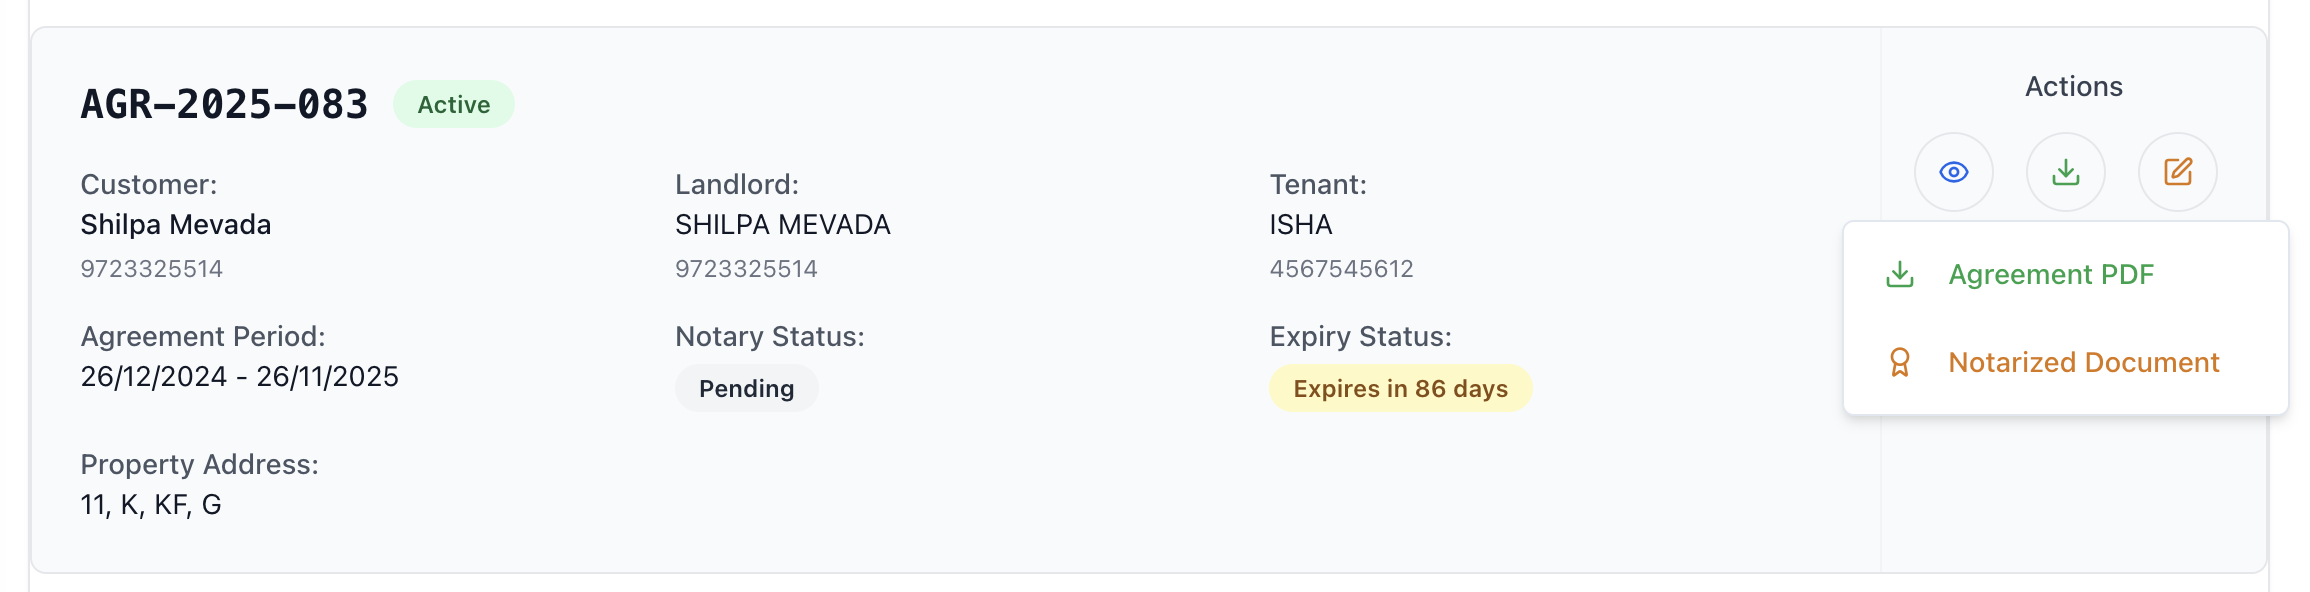 AGR-2025-083 Active
Actions
Customer:
Shilpa Mevada
9723325514
Landlord:
SHILPA MEVADA
9723325514
Tenant:
ISHA
4567545612
Agreement Period:
26/12/2024 - 26/11/2025
Notary Status:
Pending
Expiry Status:
Expires in 86 days
Property Address:
11, K, KF, G
Agreement PDF
Notarized Document